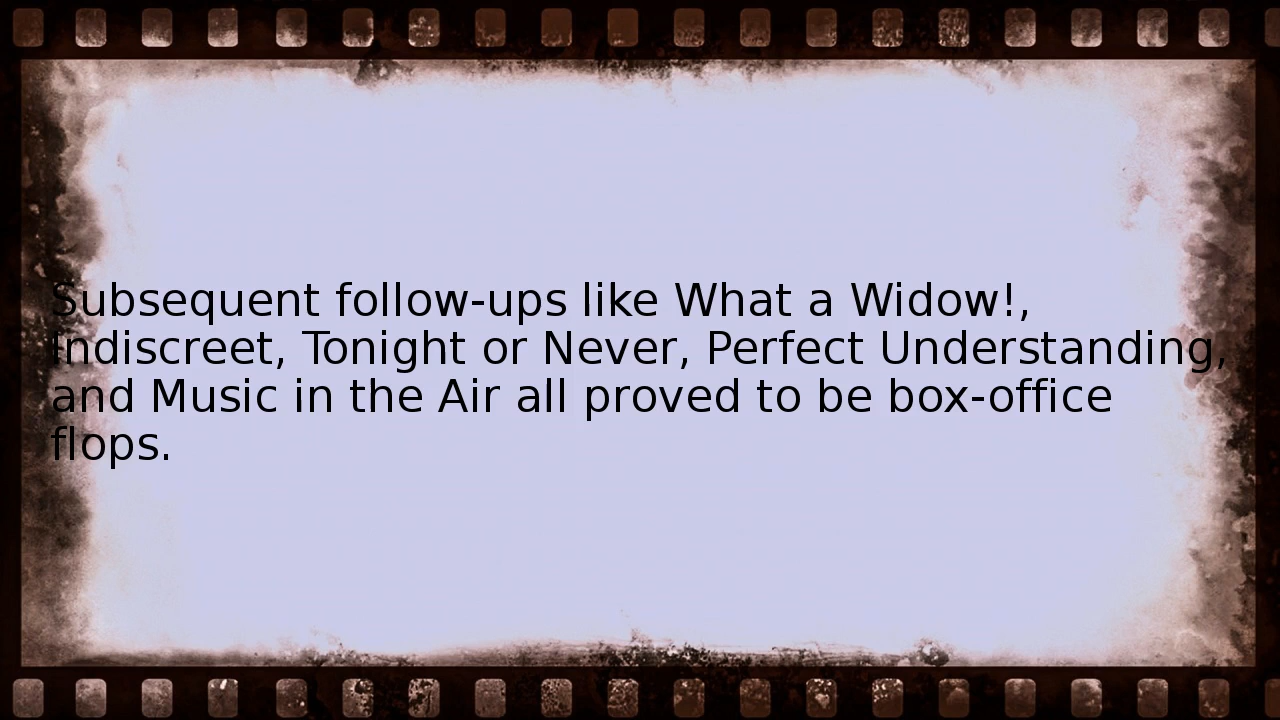 Subsequent follow-ups like What a Widow!,
Indiscreet, Tonight or Never, Perfect Understanding,
and Music in the Air all proved to be box-office
flops.